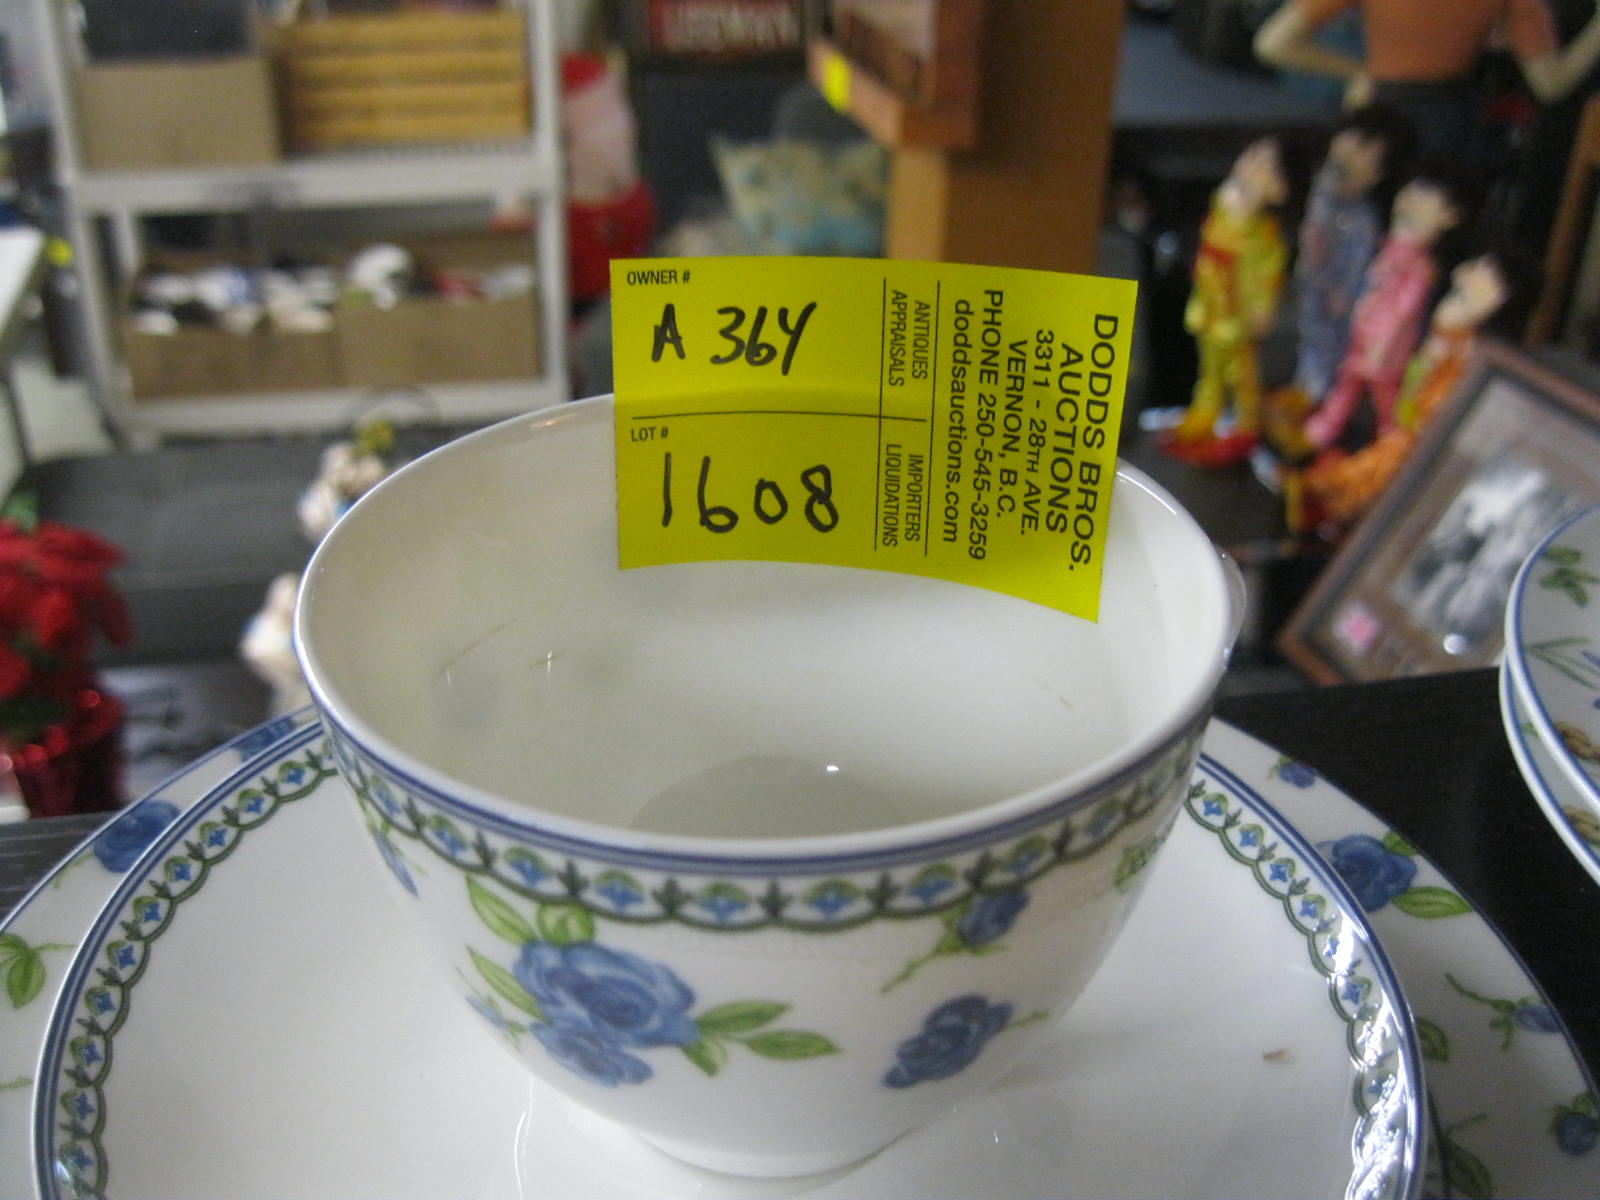 OWNER #
A 364
LOT #
1608
ANTIQUES
APPRAISALS
IMPORTERS
LIQUIDATIONS
DODDS BROS.
AUCTIONS
3311 - 28TH AVE.
VERNON, B.C.
PHONE 250-545-3259
doddsauctions.com